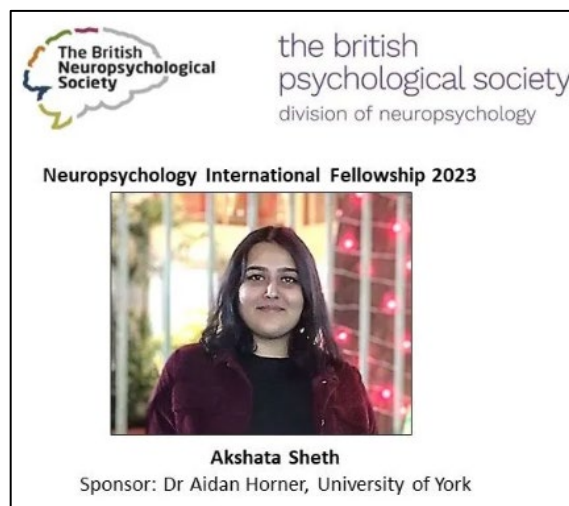 The British
Neuropsychological
Society
the british
psychological society
division of neuropsychology
Neuropsychology International Fellowship 2023
Akshata Sheth
Sponsor: Dr Aidan Horner, University of York